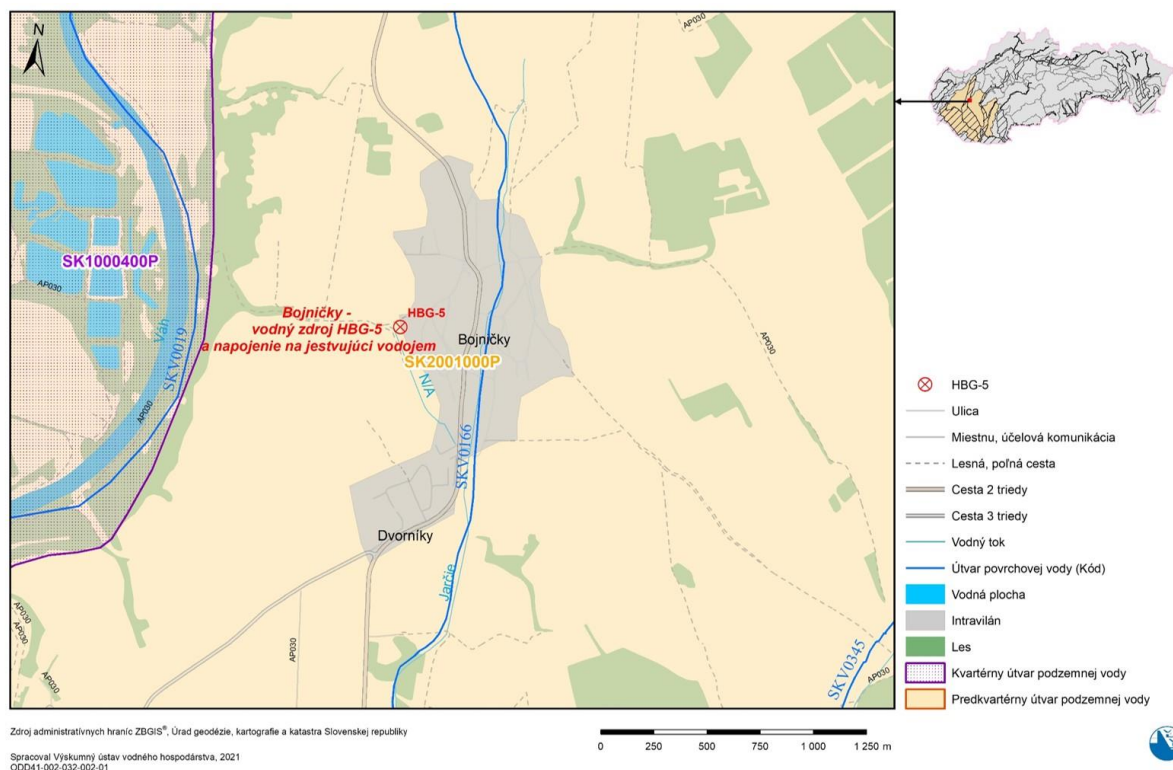 N
AP030
SK1000400P
AP030
Váh
SKV0019
AP030
HBG-5
Bojničky -
vodný zdroj HBG-5
a napojenie na jestvujúci vodojem
Bojničky
SK2001000P
N/A
AP030
SKV0166
Dvorníky
Jarčie
AP030
AP030
AP030
AP030
SKV0345
AP030
HBG-5
Ulica
Miestnu, účelová komunikácia
Lesná, poľná cesta
Cesta 2 triedy
Cesta 3 triedy
Vodný tok
Útvar povrchovej vody (Kód)
Vodná plocha
Intravilán
Les
Kvartérny útvar podzemnej vody
Predkvartérny útvar podzemnej vody
Zdroj administratívnych hraníc ZBGIS®, Úrad geodézie, kartografie a katastra Slovenskej republiky
Spracoval Výskumný ústav vodného hospodárstva, 2021
ODD41-002-032-002-01
0 250 500 750 1 000 1 250 m